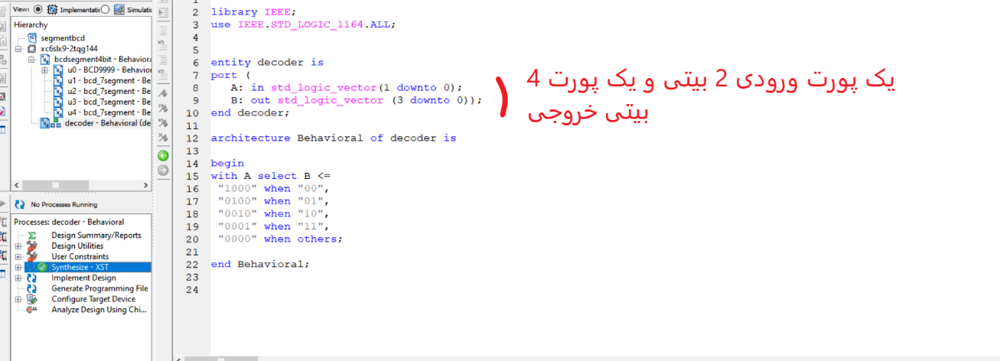 View:
Implementatic
Simulatic
Hierarchy
segmentbcd
xc6slx9-2tqg144
bcdsegment4bit - Behaviora
u0 - BCD9999 - Behavior
u1 - bcd_7segment - Be
u2 - bcd_7segment - Be
u3 - bcd_7segment - Be
u4 - bcd_7segment - Be
decoder - Behavioral (de
No Processes Running
Processes: decoder - Behavioral
Design Summary/Reports
Design Utilities
User Constraints
Synthesize - XST
Implement Design
Generate Programming File
Configure Target Device
Analyze Design Using Chi...
1
2 library IEEE;
3 use IEEE.STD_LOGIC_1164.ALL;
4
5
6 entity decoder is
7 port (
8 A: in std_logic_vector(1 downto 0);
9 B: out std_logic_vector (3 downto 0));
10 end decoder;
11
12 architecture Behavioral of decoder is
13
14 begin
15 with A select B <=
16 "1000" when "00",
17 "0100" when "01",
18 "0010" when "10",
19 "0001" when "11",
20 "0000" when others;
21
22 end Behavioral;
23
24
یک پورت ورودی 2 بیتی و یک پورت 4
بیتی خروجی